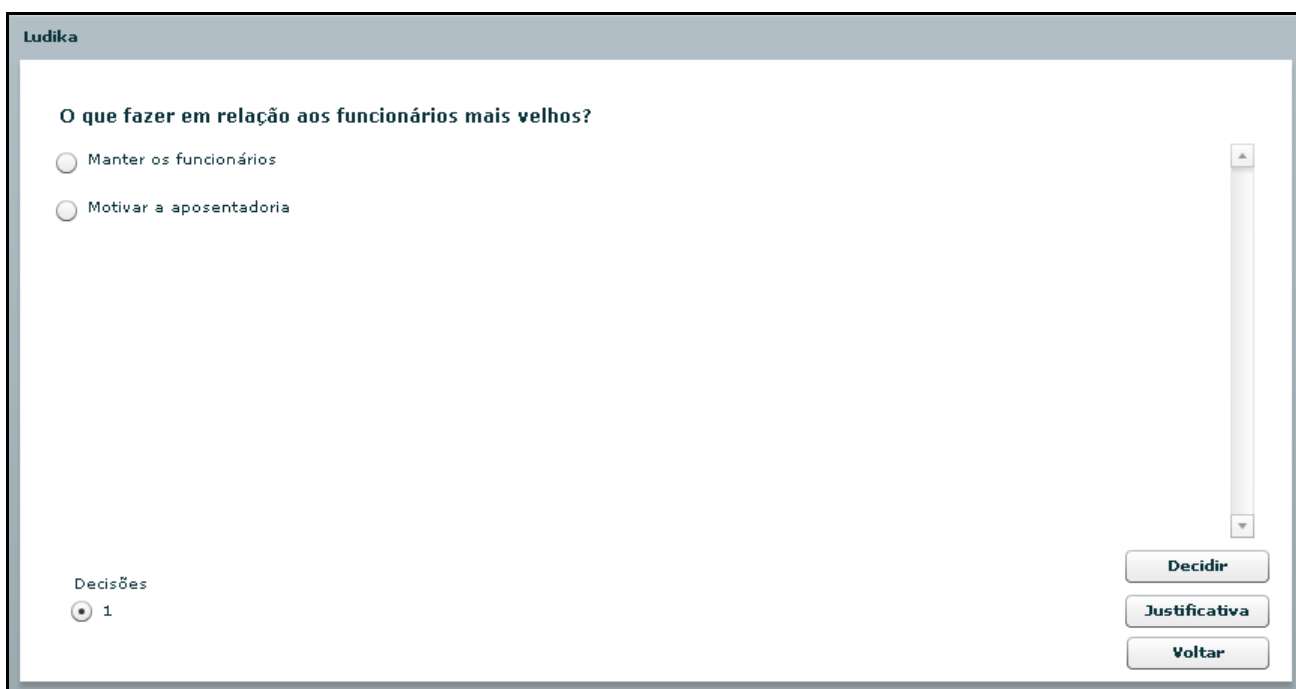 Ludika
O que fazer em relação aos funcionários mais velhos?
Manter os funcionários
Motivar a aposentadoria
Decisões
1
Decidir
Justificativa
Voltar